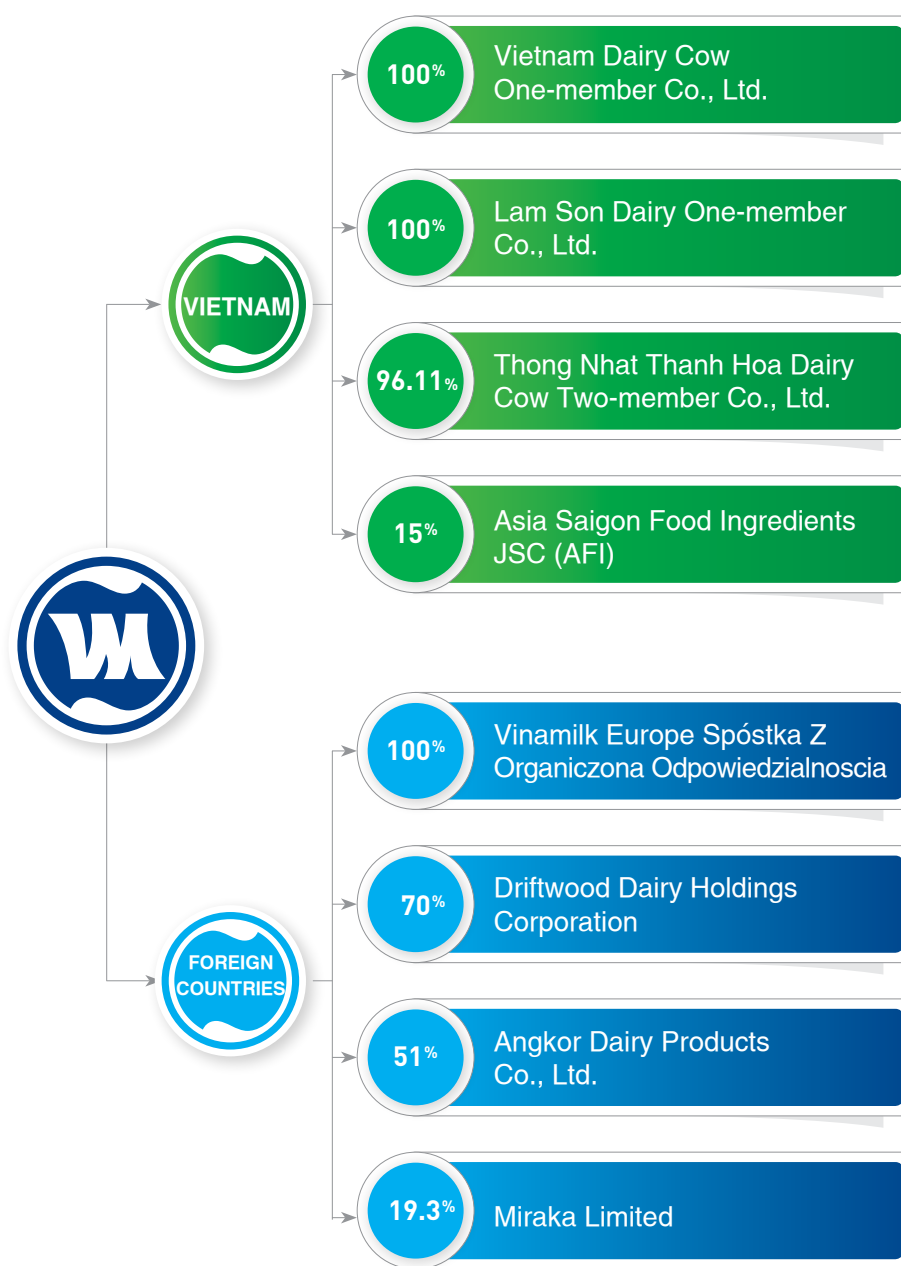 100%
Vietnam Dairy Cow
One-member Co., Ltd.
100%
Lam Son Dairy One-member
Co., Ltd.
VIETNAM
96.11%
Thong Nhat Thanh Hoa Dairy
Cow Two-member Co., Ltd.
15%
Asia Saigon Food Ingredients
JSC (AFI)
VM
100%
Vinamilk Europe Spóstka Z
Organiczona Odpowiedzialnoscia
70%
Driftwood Dairy Holdings
Corporation
FOREIGN
COUNTRIES
51%
Angkor Dairy Products
Co., Ltd.
19.3%
Miraka Limited